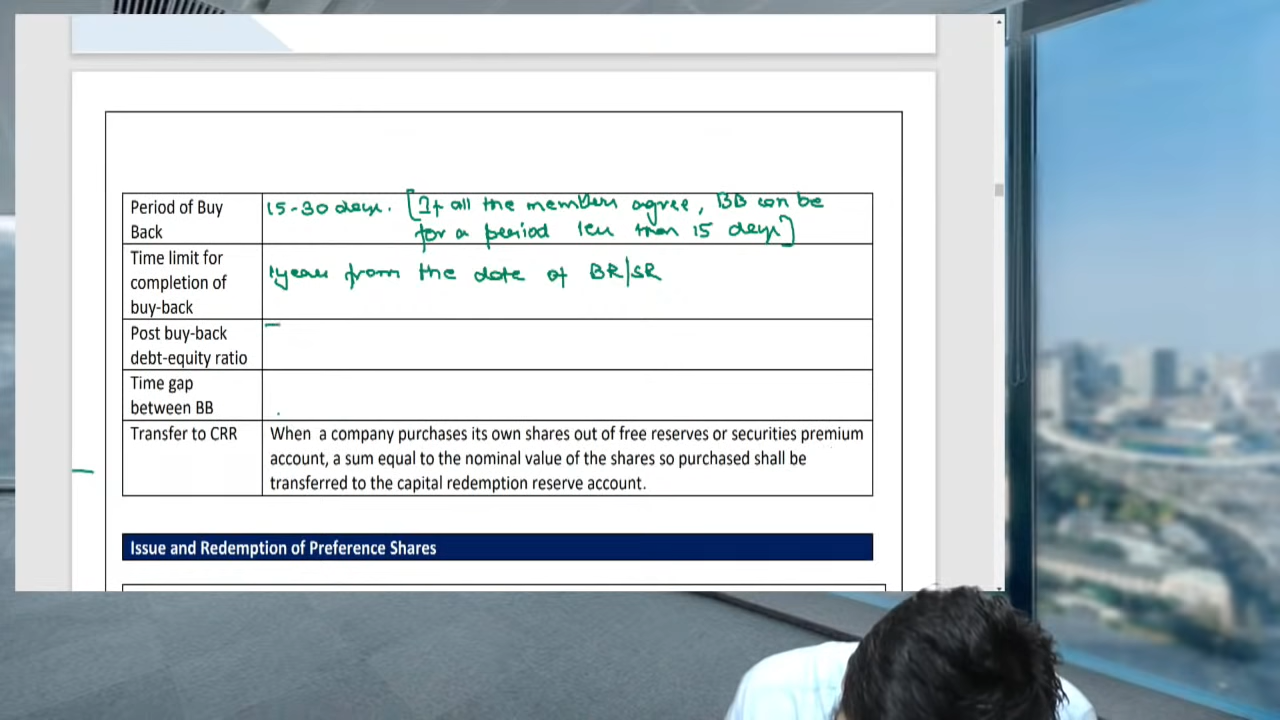 Period of Buy
Back
15-30 days. [If all the members agree, BB can be
for a period less than 15 days]
Time limit for
completion of
buy-back
1 year from the date of BR/SR
Post buy-back
debt-equity ratio
Time gap
between BB
Transfer to CRR
When a company purchases its own shares out of free reserves or securities premium
account, a sum equal to the nominal value of the shares so purchased shall be
transferred to the capital redemption reserve account.
Issue and Redemption of Preference Shares